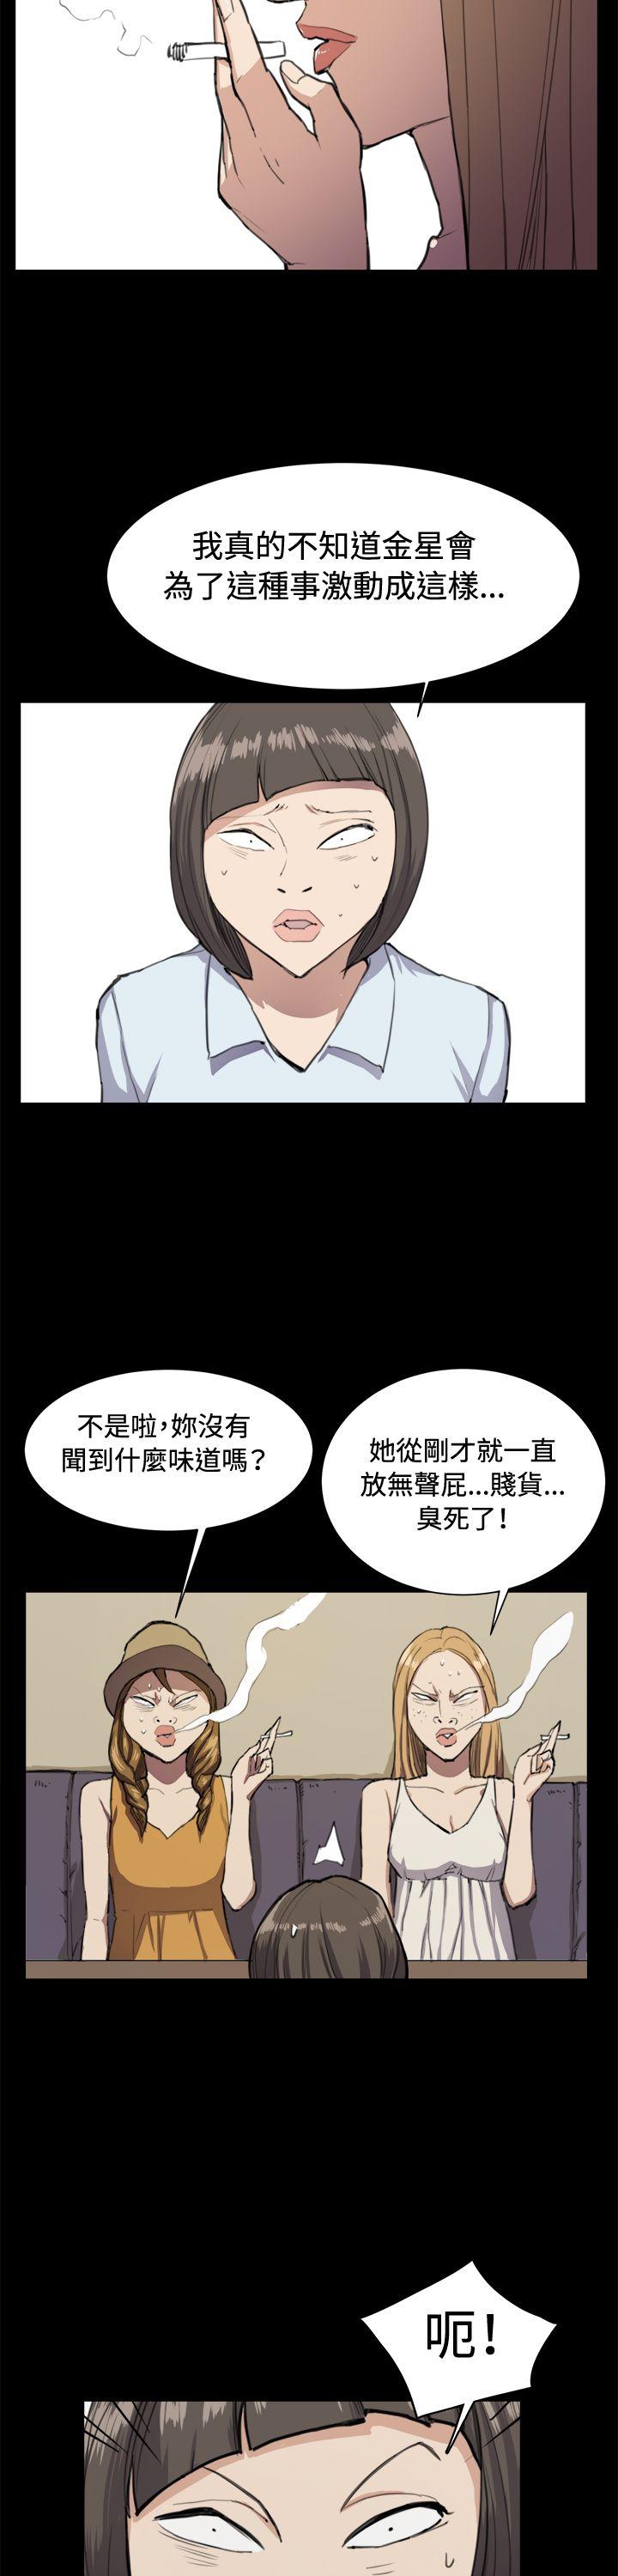 我真的不知道金星會
為了這種事激動成這樣…
不是啦，妳沒有
聞到什麼味道嗎？
她從剛才就一直
放無聲屁…賤貨…
臭死了！
呃！